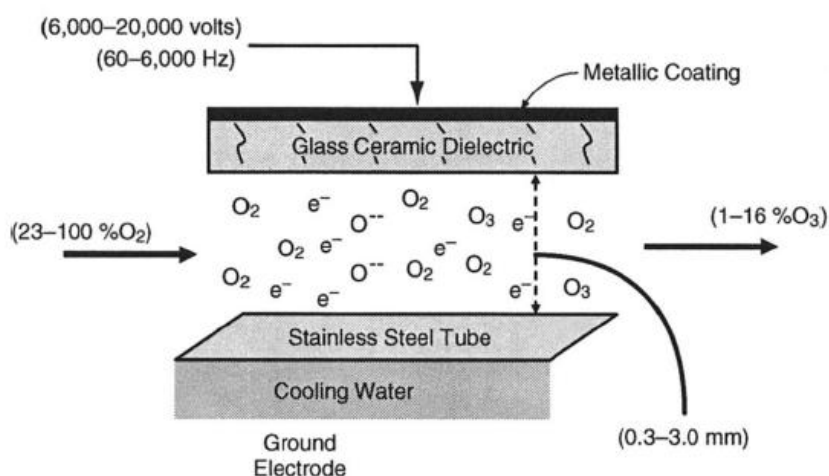 (6,000–20,000 volts)
(60–6,000 Hz)
Metallic Coating
Glass Ceramic Dielectric
(23–100 %O₂)
O₂ e⁻ O⁻⁻ O₂ O₃ e⁻ O₂
O₂ e⁻ O⁻⁻ O₂ e⁻ O₂
O₂ e⁻ e⁻ e⁻ O₃
(1–16 %O₃)
Stainless Steel Tube
Cooling Water
(0.3–3.0 mm)
Ground
Electrode